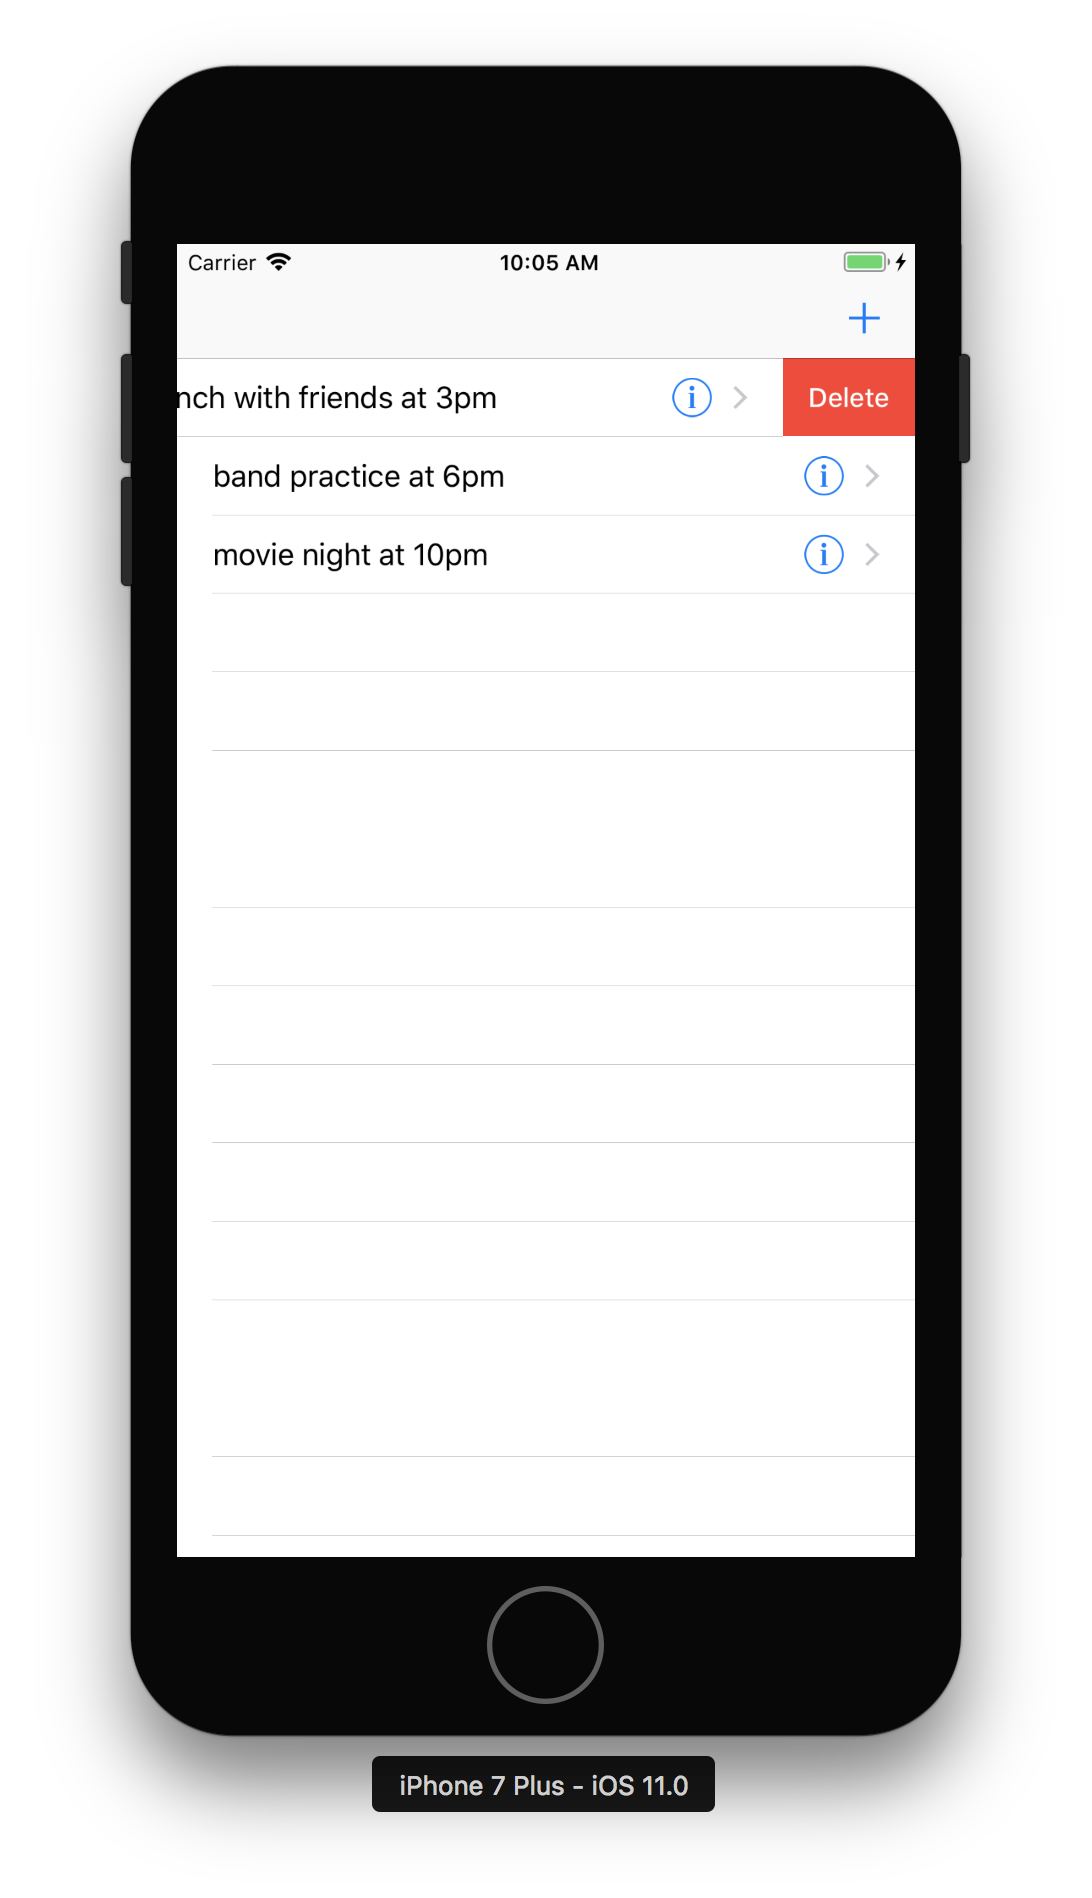 Carrier
10:05 AM
nch with friends at 3pm
Delete
band practice at 6pm
movie night at 10pm
iPhone 7 Plus - iOS 11.0